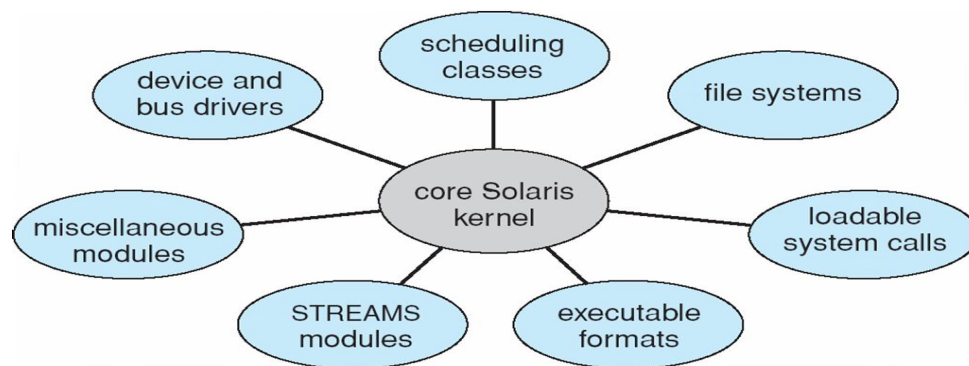 scheduling
classes
device and
bus drivers
file systems
core Solaris
kernel
miscellaneous
modules
loadable
system calls
STREAMS
modules
executable
formats